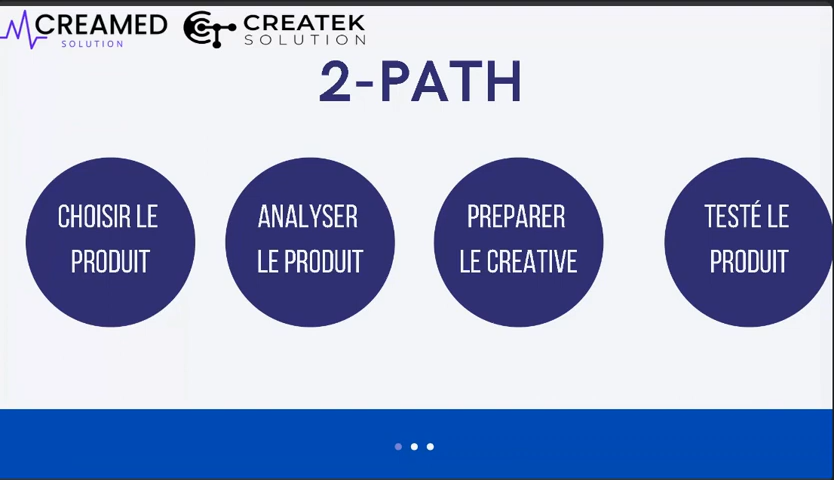 CREAMED
SOLUTION
CREATEK
SOLUTION
2-PATH
CHOISIR LE
PRODUIT
ANALYSER
LE PRODUIT
PREPARER
LE CREATIVE
TESTÉ LE
PRODUIT